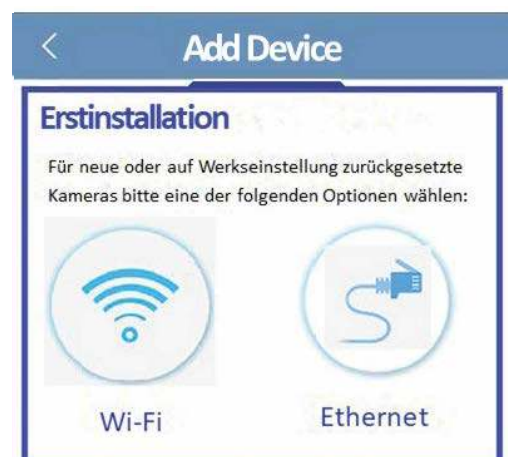 Add Device
Erstinstallation
Für neue oder auf Werkseinstellung zurückgesetzte
Kameras bitte eine der folgenden Optionen wählen:
Wi-Fi
Ethernet